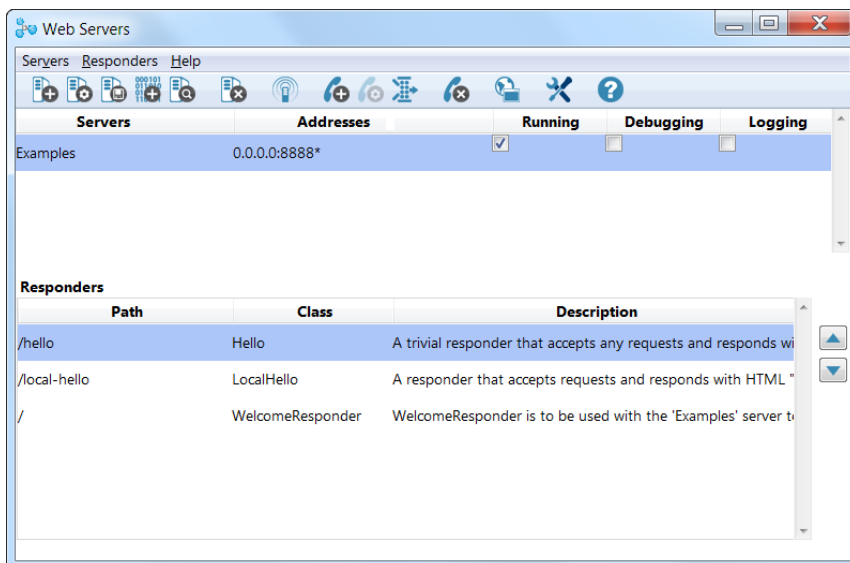 Web Servers
Servers Responders Help
Servers Addresses Running Debugging Logging
Examples 0.0.0.0:8888*
Responders
Path Class Description
/hello Hello A trivial responder that accepts any requests and responds wi
/local-hello LocalHello A responder that accepts requests and responds with HTML "
/ WelcomeResponder WelcomeResponder is to be used with the 'Examples' server to